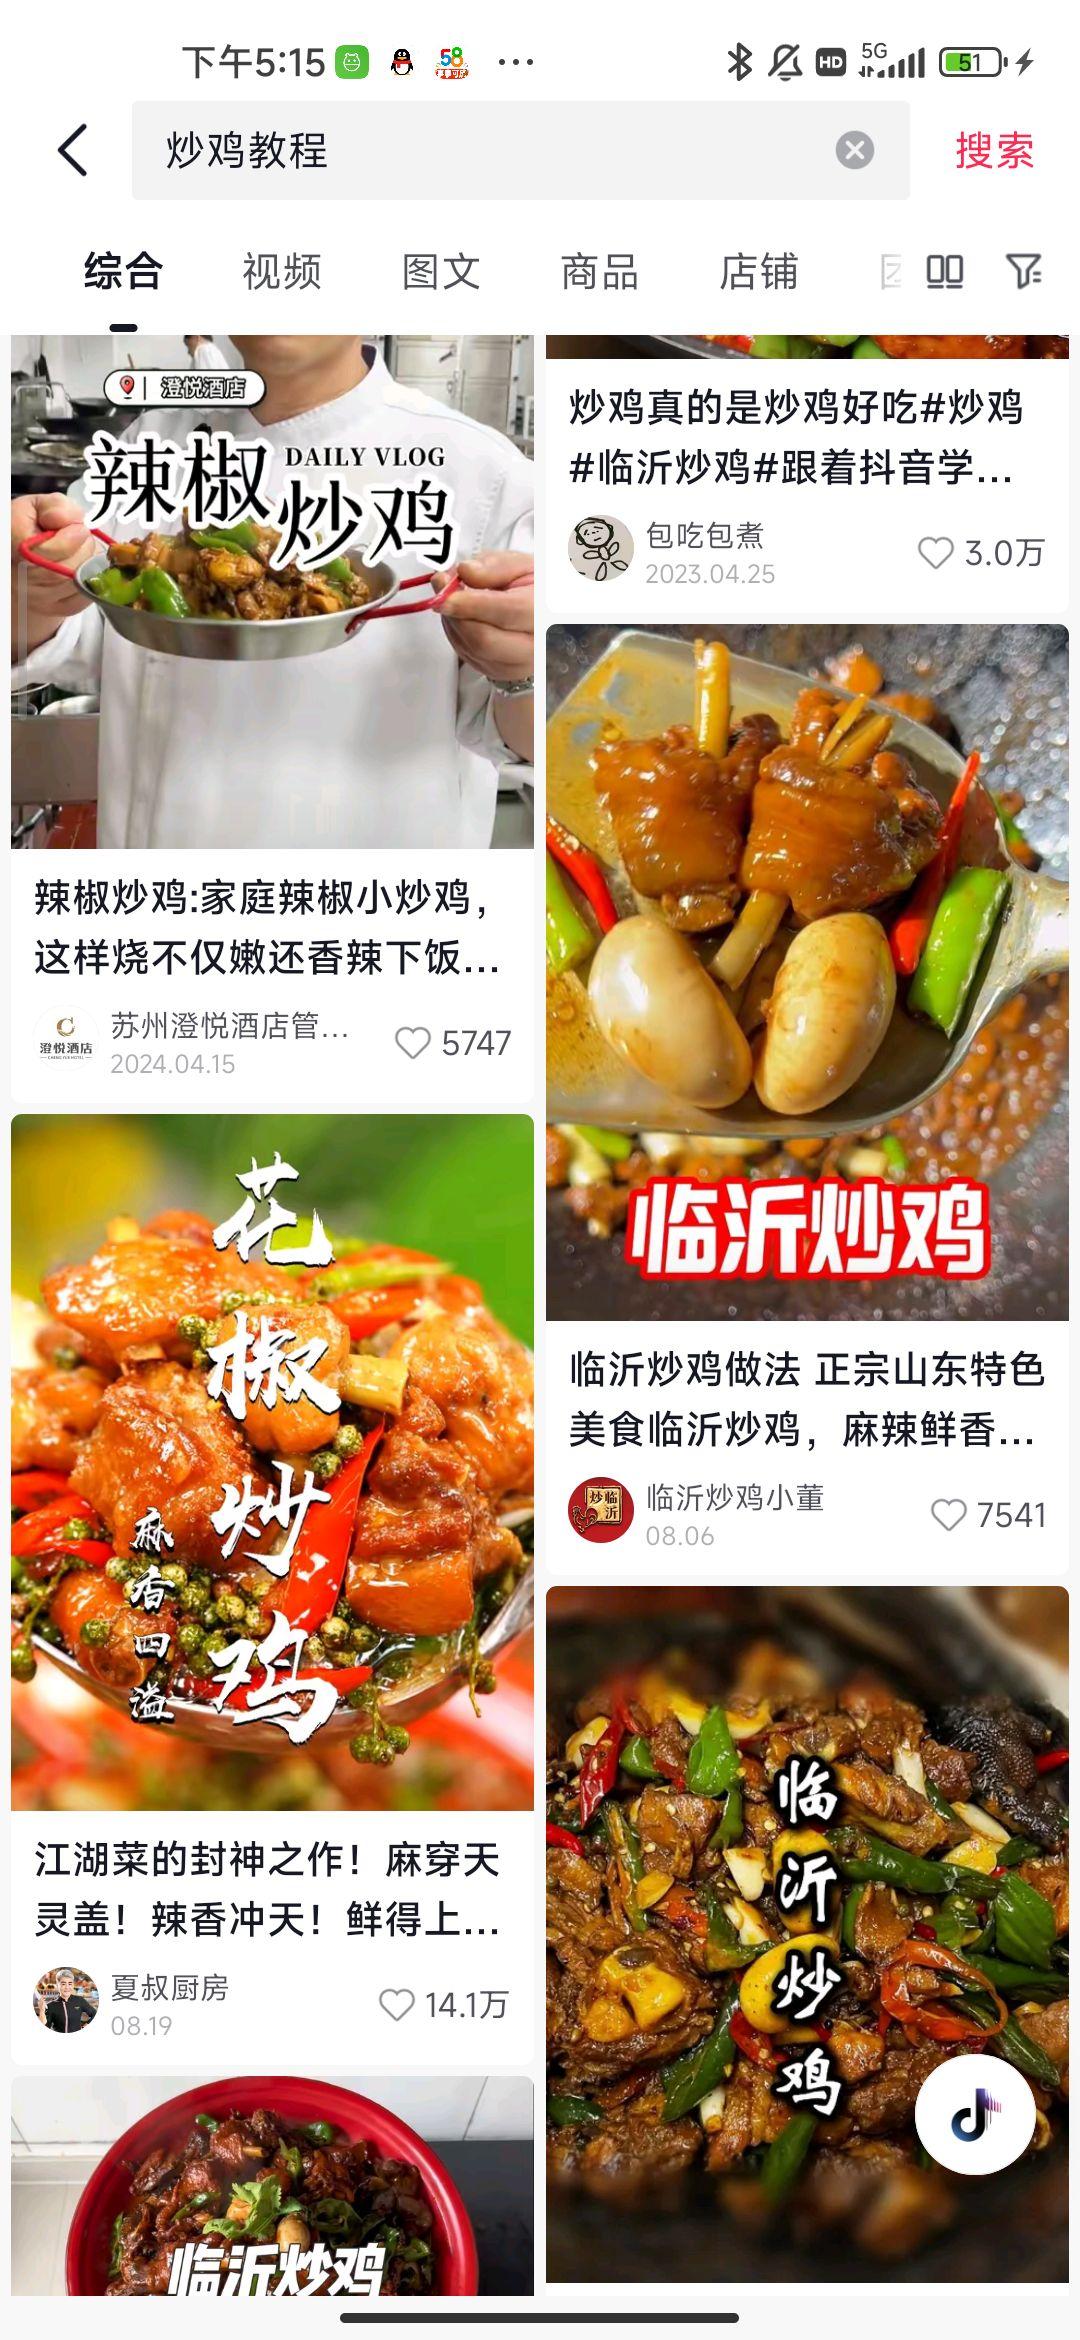 下午5:15
58
HD
5G
51
炒鸡教程
搜索
综合
视频
图文
商品
店铺
澄悦酒店
辣椒
DAILY VLOG
炒鸡
辣椒炒鸡:家庭辣椒小炒鸡，
这样烧不仅嫩还香辣下饭...
澄悦酒店
苏州澄悦酒店管...
2024.04.15
5747
花椒炒鸡
麻香四溢
江湖菜的封神之作！麻穿天
灵盖！辣香冲天！鲜得上...
夏叔厨房
08.19
14.1万
临沂炒鸡
炒鸡真的是炒鸡好吃#炒鸡
#临沂炒鸡#跟着抖音学...
包吃包煮
2023.04.25
3.0万
临沂炒鸡
临沂炒鸡做法 正宗山东特色
美食临沂炒鸡，麻辣鲜香...
临沂炒鸡小董
08.06
7541
临沂炒鸡